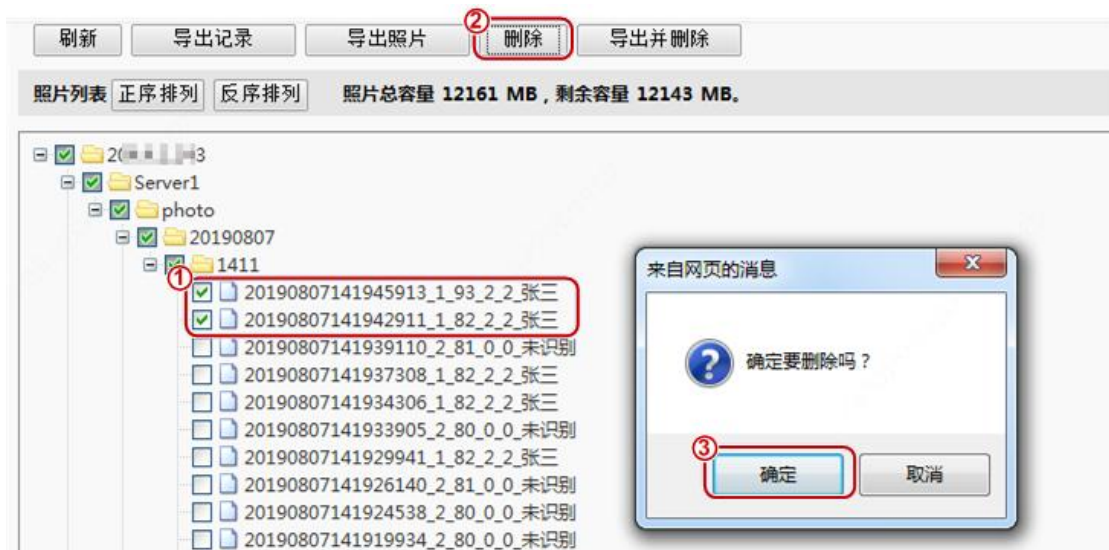 刷新 导出记录 导出照片 ② 删除 导出并删除
照片列表 正序排列 反序排列 照片总容量 12161 MB，剩余容量 12143 MB。
Server1
photo
20190807
1411
①
20190807141945913_1_93_2_2_张三
20190807141942911_1_82_2_2_张三
20190807141939110_2_81_0_0_未识别
20190807141937308_1_82_2_2_张三
20190807141934306_1_82_2_2_张三
20190807141933905_2_80_0_0_未识别
20190807141929941_1_82_2_2_张三
20190807141926140_2_81_0_0_未识别
20190807141924538_2_80_0_0_未识别
20190807141919934_2_80_0_0_未识别
来自网页的消息
确定要删除吗？
③
确定 取消